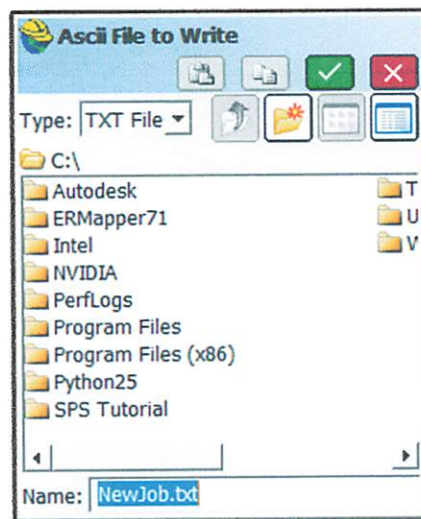 Ascii File to Write
Type: TXT File
C:\
Autodesk
T
ERMapper71
U
Intel
NVIDIA
PerfLogs
Program Files
Program Files (x86)
Python25
SPS Tutorial
Name: NewJob.txt